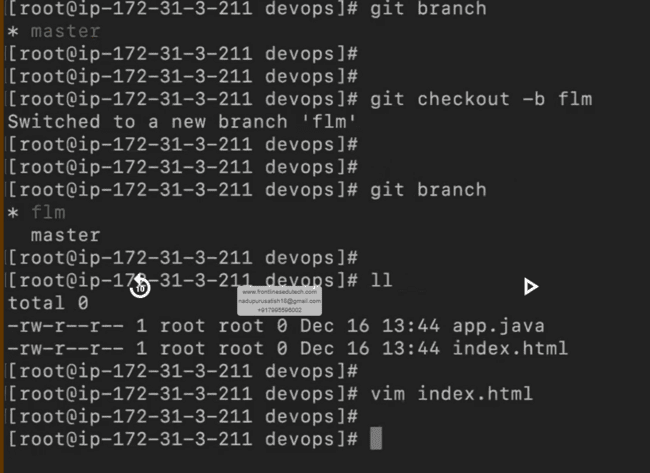 [root@ip-172-31-3-211 devops]# git branch
* master
[root@ip-172-31-3-211 devops]#
[root@ip-172-31-3-211 devops]#
[root@ip-172-31-3-211 devops]# git checkout -b flm
Switched to a new branch 'flm'
[root@ip-172-31-3-211 devops]#
[root@ip-172-31-3-211 devops]#
[root@ip-172-31-3-211 devops]# git branch
* flm
master
[root@ip-172-31-3-211 devops]#
[root@ip-172-31-3-211 devops]# ll
total 0
www.frontlinesedutech.com
nadupurusatish16@gmail.com
-rw-r--r-- 1 root root 0 Dec 16 13:44 app.java
-rw-r--r-- 1 root root 0 Dec 16 13:44 index.html
[root@ip-172-31-3-211 devops]#
[root@ip-172-31-3-211 devops]# vim index.html
[root@ip-172-31-3-211 devops]#
[root@ip-172-31-3-211 devops]#